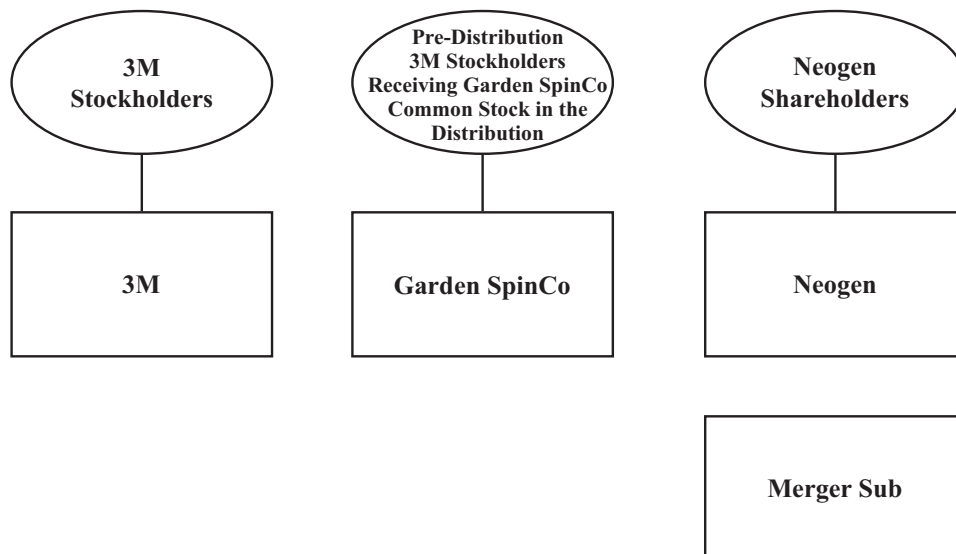 3M
Stockholders
Pre-Distribution
3M Stockholders
Receiving Garden SpinCo
Common Stock in the
Distribution
Neogen
Shareholders
3M
Garden SpinCo
Neogen
Merger Sub